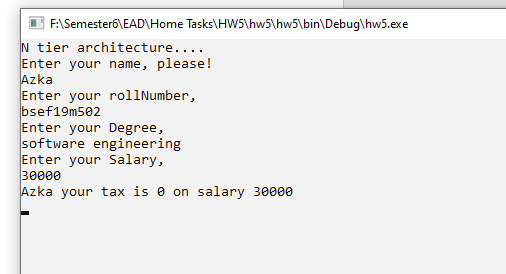 F:\Semester6\EAD\Home Tasks\HW5\hw5\hw5\bin\Debug\hw5.exe
N tier architecture....
Enter your name, please!
Azka
Enter your rollNumber,
bsef19m502
Enter your Degree,
software engineering
Enter your Salary,
30000
Azka your tax is 0 on salary 30000